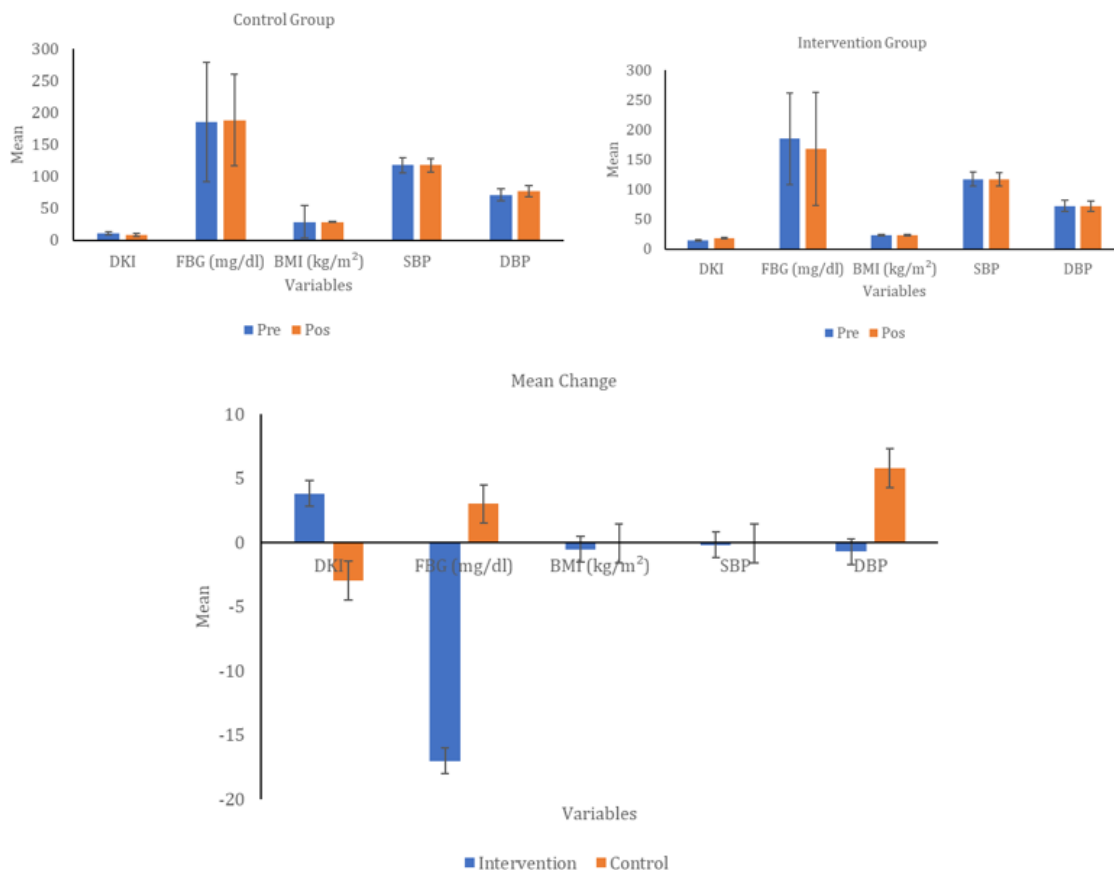 Control Group
300
250
200
150
100
50
0
Mean
DKI FBG (mg/dl) BMI (kg/m²) SBP DBP
Variables
Pre Pos
Intervention Group
300
250
200
150
100
50
0
Mean
DKI FBG (mg/dl) BMI (kg/m²) SBP DBP
Variables
Pre Pos
Mean Change
10
5
0
-5
-10
-15
-20
Mean
DKI FBG (mg/dl) BMI (kg/m²) SBP DBP
Variables
Intervention Control